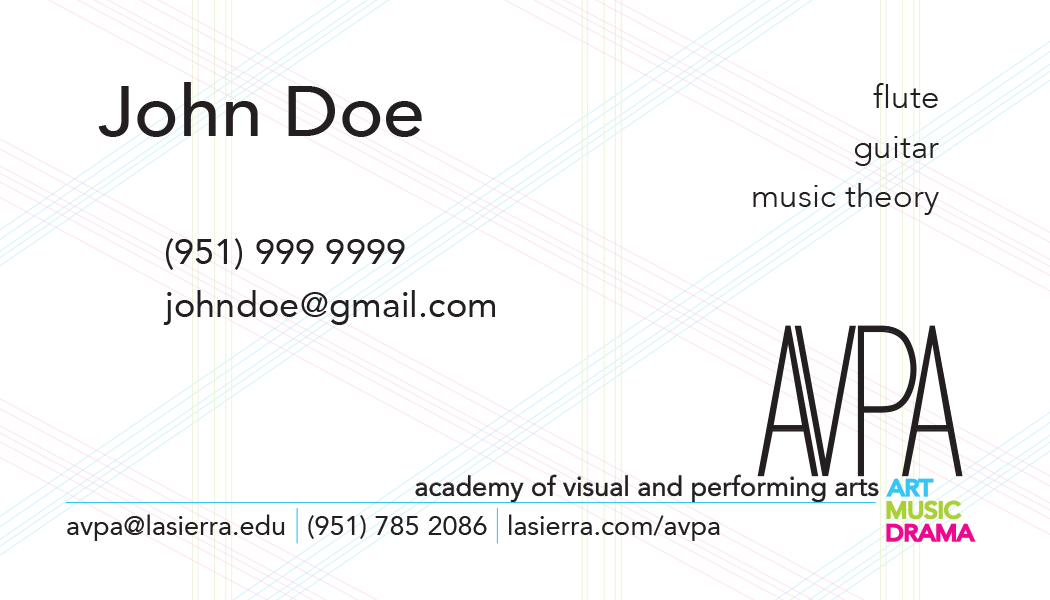 John Doe
flute
guitar
music theory
(951) 999 9999
johndoe@gmail.com
AVPA
academy of visual and performing arts
ART
MUSIC
DRAMA
avpa@lasierra.edu | (951) 785 2086 | lasierra.com/avpa